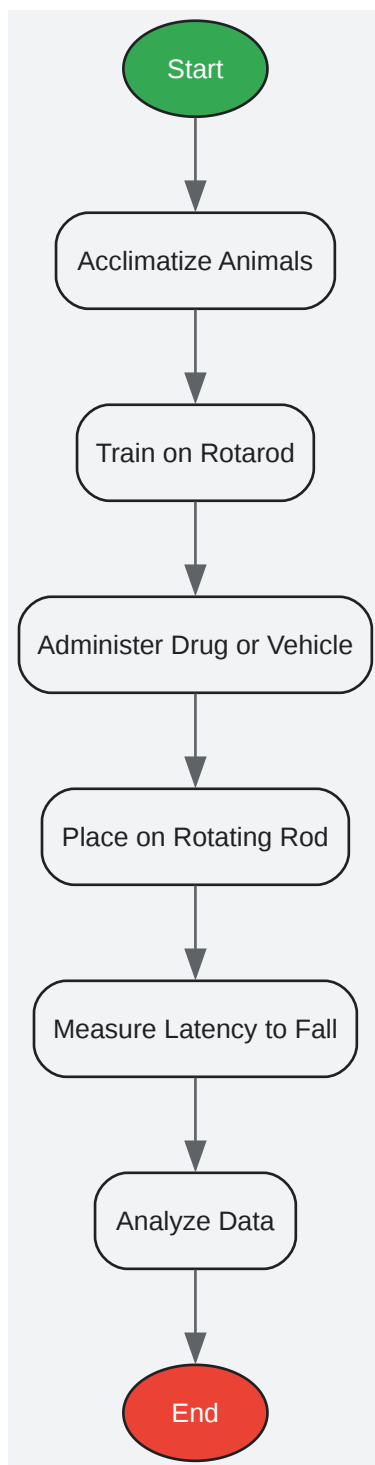 Start
Acclimatize Animals
Train on Rotarod
Administer Drug or Vehicle
Place on Rotating Rod
Measure Latency to Fall
Analyze Data
End